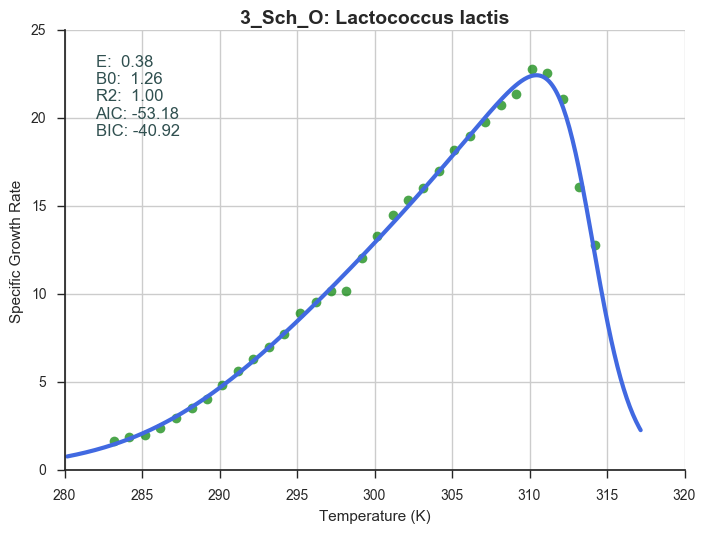 3_Sch_O: Lactococcus lactis
E:  0.38
B0:  1.26
R2:  1.00
AIC: -53.18
BIC: -40.92
Specific Growth Rate
25
20
15
10
5
0
280 285 290 295 300 305 310 315 320
Temperature (K)